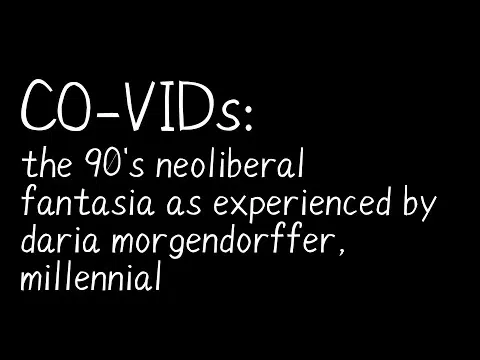 CO-VIDs:
the 90's neoliberal
fantasia as experienced by
daria morgendorffer,
millennial